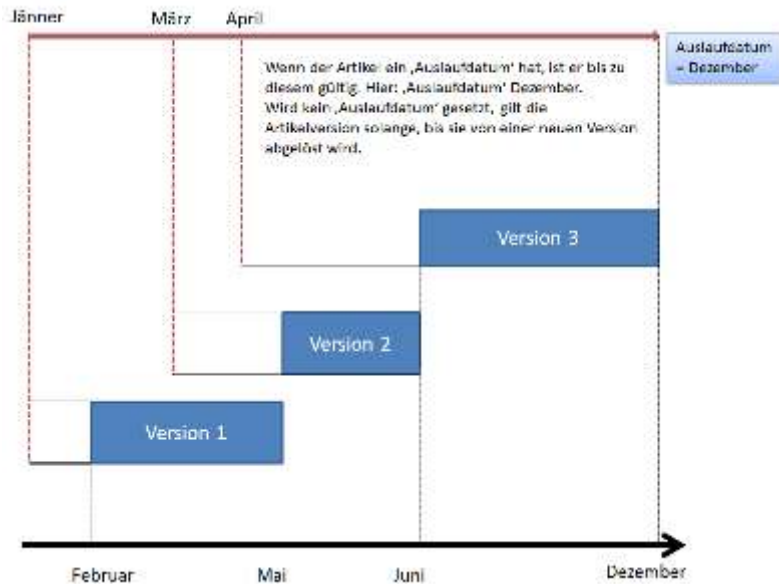 Jänner
März
April
Auslaufdatum
= Dezember
Wenn der Artikel ein ‚Auslaufdatum' hat, ist er bis zu
diesem gültig. Hier: ‚Auslaufdatum' Dezember.
Wird kein ‚Auslaufdatum' gesetzt, gilt die
Artikelversion solange, bis sie von einer neuen Version
abgelöst wird.
Version 3
Version 2
Version 1
Februar
Mai
Juni
Dezember